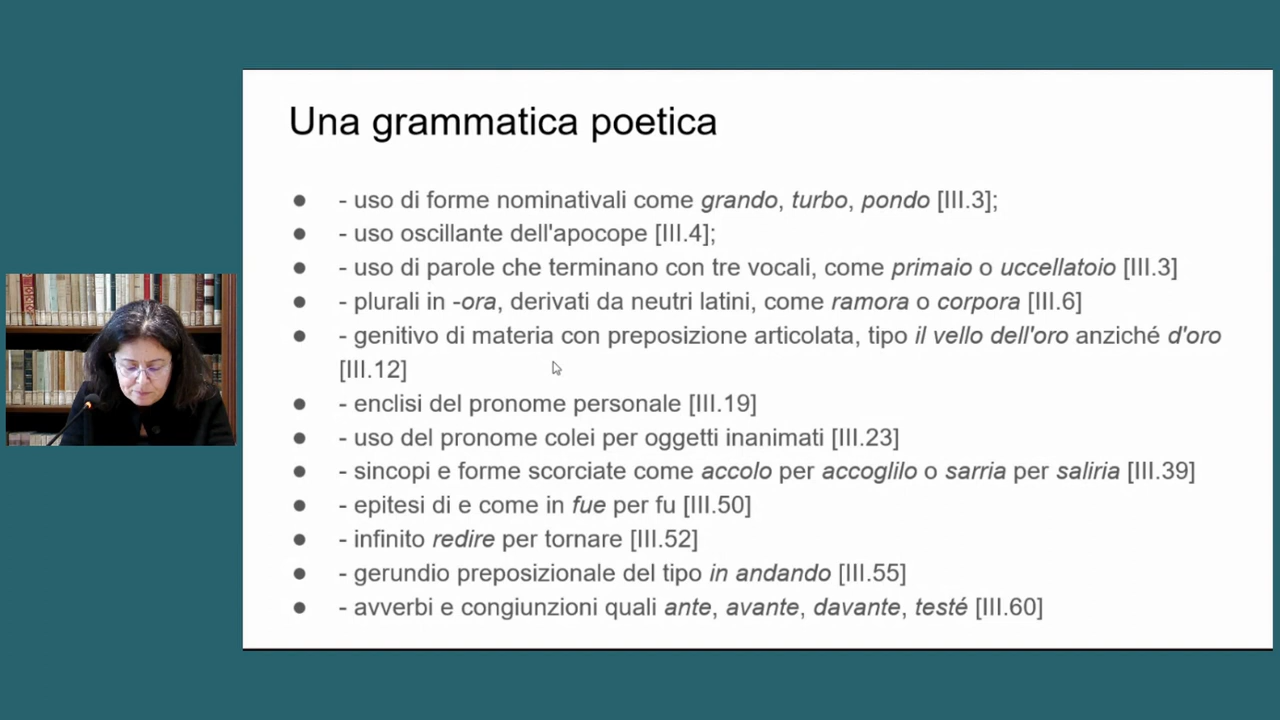 Una grammatica poetica
● - uso di forme nominativali come grando, turbo, pondo [III.3];
● - uso oscillante dell'apocope [III.4];
● - uso di parole che terminano con tre vocali, come primaio o uccellatoio [III.3]
● - plurali in -ora, derivati da neutri latini, come ramora o corpora [III.6]
● - genitivo di materia con preposizione articolata, tipo il vello dell'oro anziché d'oro
[III.12]
● - enclisi del pronome personale [III.19]
● - uso del pronome colei per oggetti inanimati [III.23]
● - sincopi e forme scorciate come accolo per accoglilo o sarria per saliria [III.39]
● - epitesi di e come in fue per fu [III.50]
● - infinito redire per tornare [III.52]
● - gerundio preposizionale del tipo in andando [III.55]
● - avverbi e congiunzioni quali ante, avante, davante, testé [III.60]